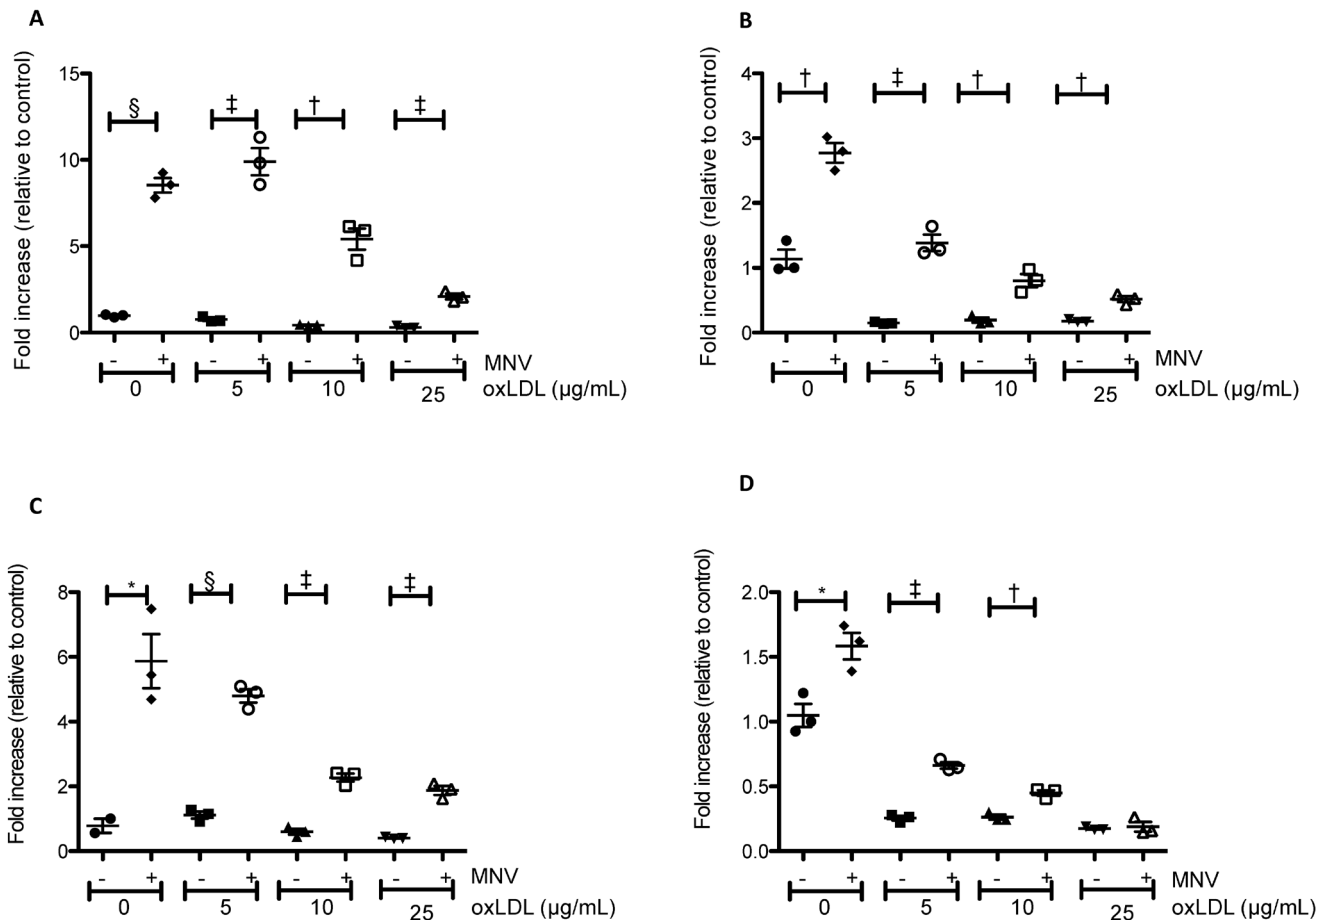 A
Fold increase (relative to control)
15
10
5
0
§ ‡ † ‡
- + - + - + - + MNV
0 5 10 25 oxLDL (µg/mL)
B
Fold increase (relative to control)
4
3
2
1
0
† ‡ † †
- + - + - + - + MNV
0 5 10 25 oxLDL (µg/mL)
C
Fold increase (relative to control)
8
6
4
2
0
* § ‡ ‡
- + - + - + - + MNV
0 5 10 25 oxLDL (µg/mL)
D
Fold increase (relative to control)
2.0
1.5
1.0
0.5
0.0
* ‡ †
- + - + - + - + MNV
0 5 10 25 oxLDL (µg/mL)